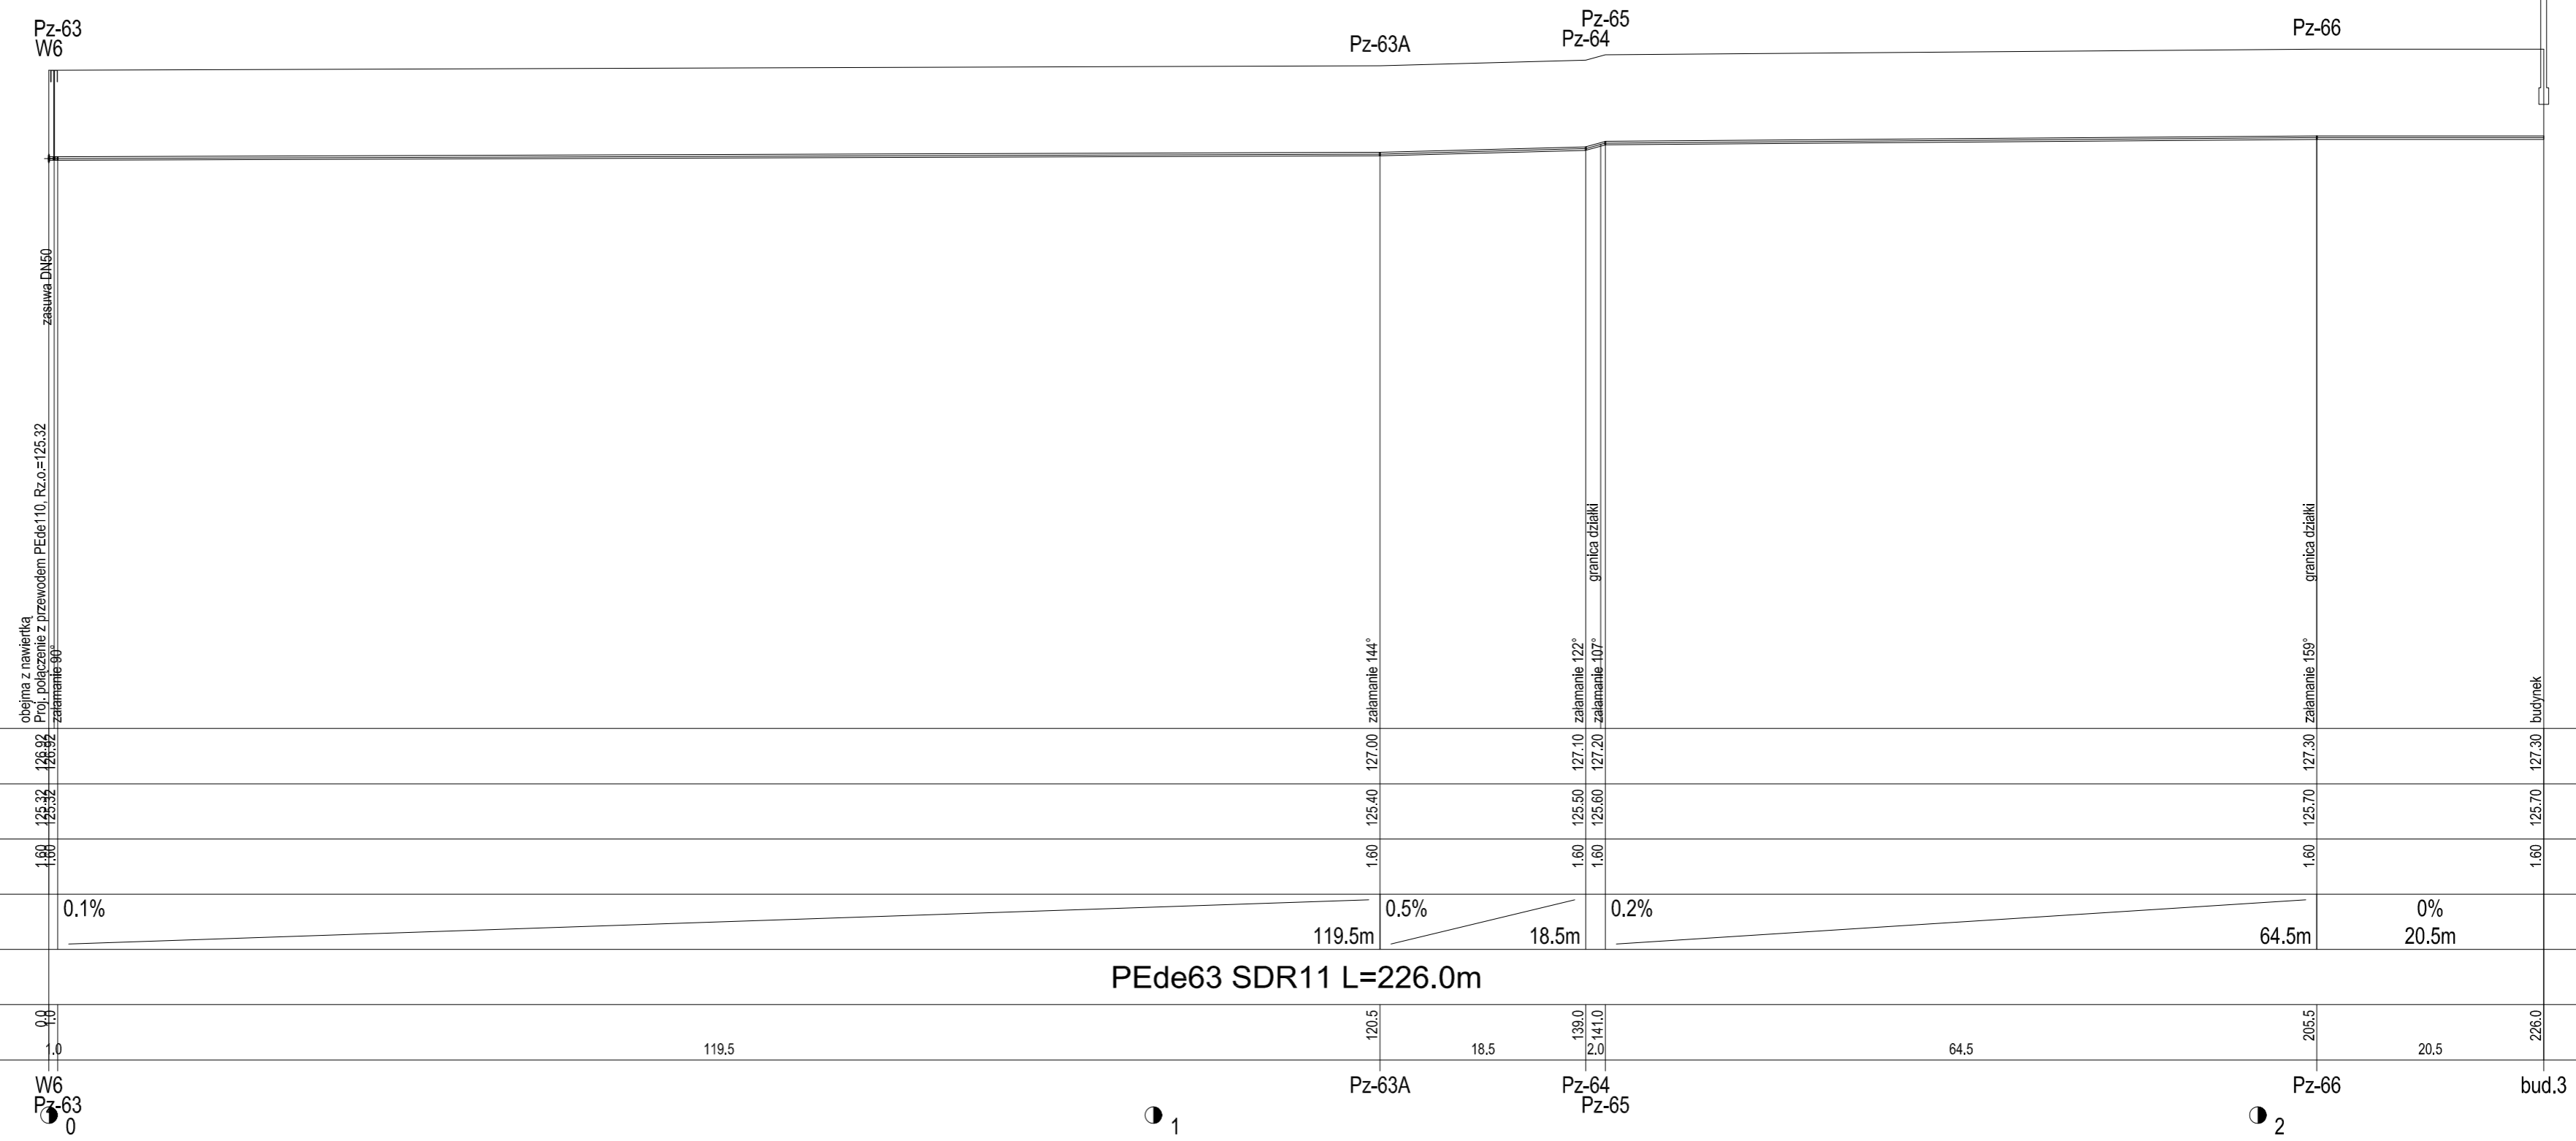 Pz-63
W6
Pz-63A
Pz-65
Pz-64
Pz-66
zasuwa DN50
obejma z nawiertką
Proj. połączenie z przewodem PEde110, Rz.o.=125.32
załamanie 90°
załamanie 144°
załamanie 122°
granica działki
załamanie 107°
granica działki
załamanie 159°
budynek
126.92
126.92
127.00
127.10
127.20
127.30
127.30
125.32
125.32
125.40
125.50
125.60
125.70
125.70
1.60
1.60
1.60
1.60
1.60
1.60
1.60
0.1%
0.5%
0.2%
0%
119.5m
18.5m
64.5m
20.5m
PEde63 SDR11 L=226.0m
0.0
1.0
120.5
139.0
141.0
205.5
226.0
1.0
119.5
18.5
2.0
64.5
20.5
W6
Pz-63
Pz-63A
Pz-64
Pz-65
Pz-66
bud.3
0
1
2